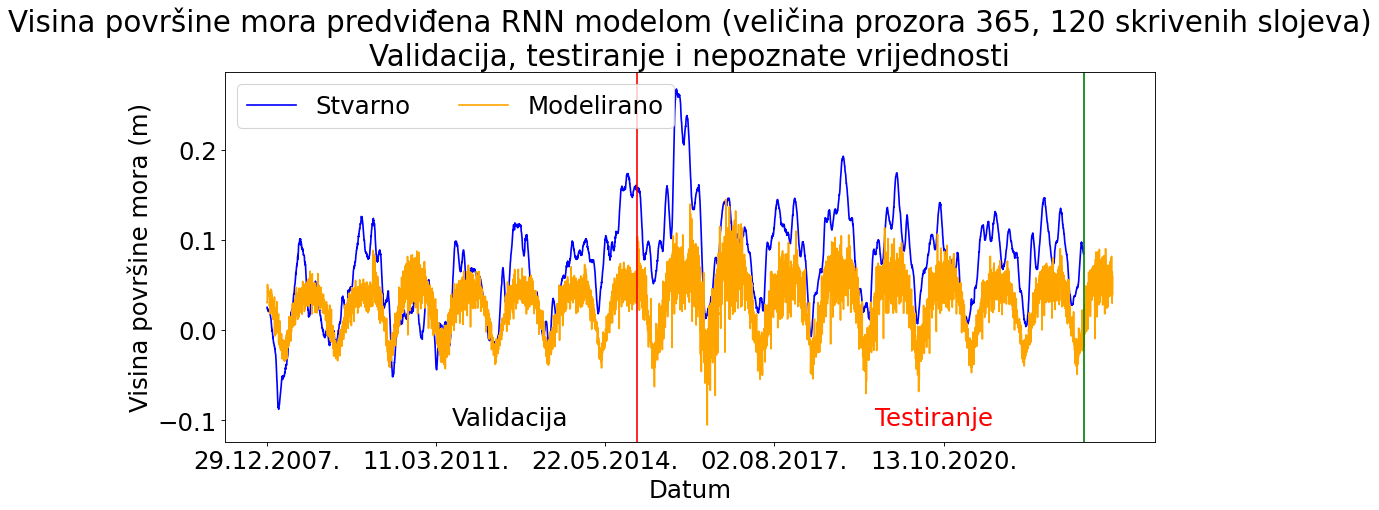 Visina površine mora predviđena RNN modelom (veličina prozora 365, 120 skrivenih slojeva)
Validacija, testiranje i nepoznate vrijednosti
Stvarno
Modelirano
Visina površine mora (m)
0.2
0.1
0.0
−0.1
Validacija
Testiranje
29.12.2007.
11.03.2011.
22.05.2014.
02.08.2017.
13.10.2020.
Datum